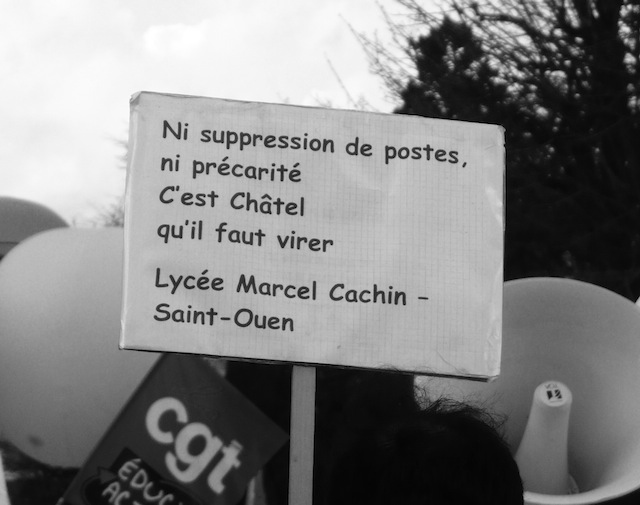 Ni suppression de postes,
ni précarité
C'est Châtel
qu'il faut virer
Lycée Marcel Cachin -
Saint-Ouen
cgt